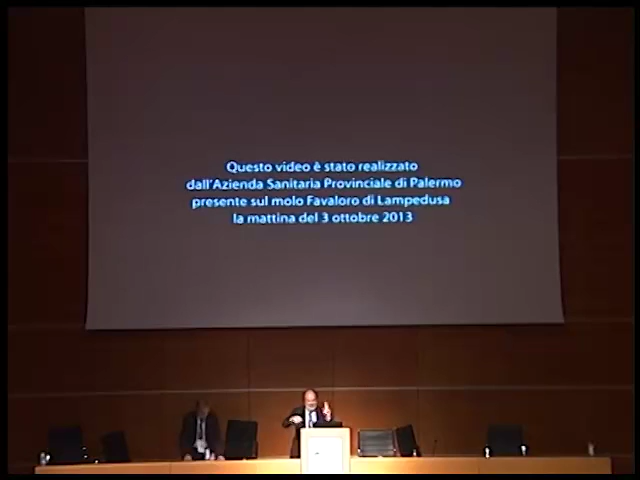 Questo video è stato realizzato
dall'Azienda Sanitaria Provinciale di Palermo
presente sul molo Favaloro di Lampedusa
la mattina del 3 ottobre 2013